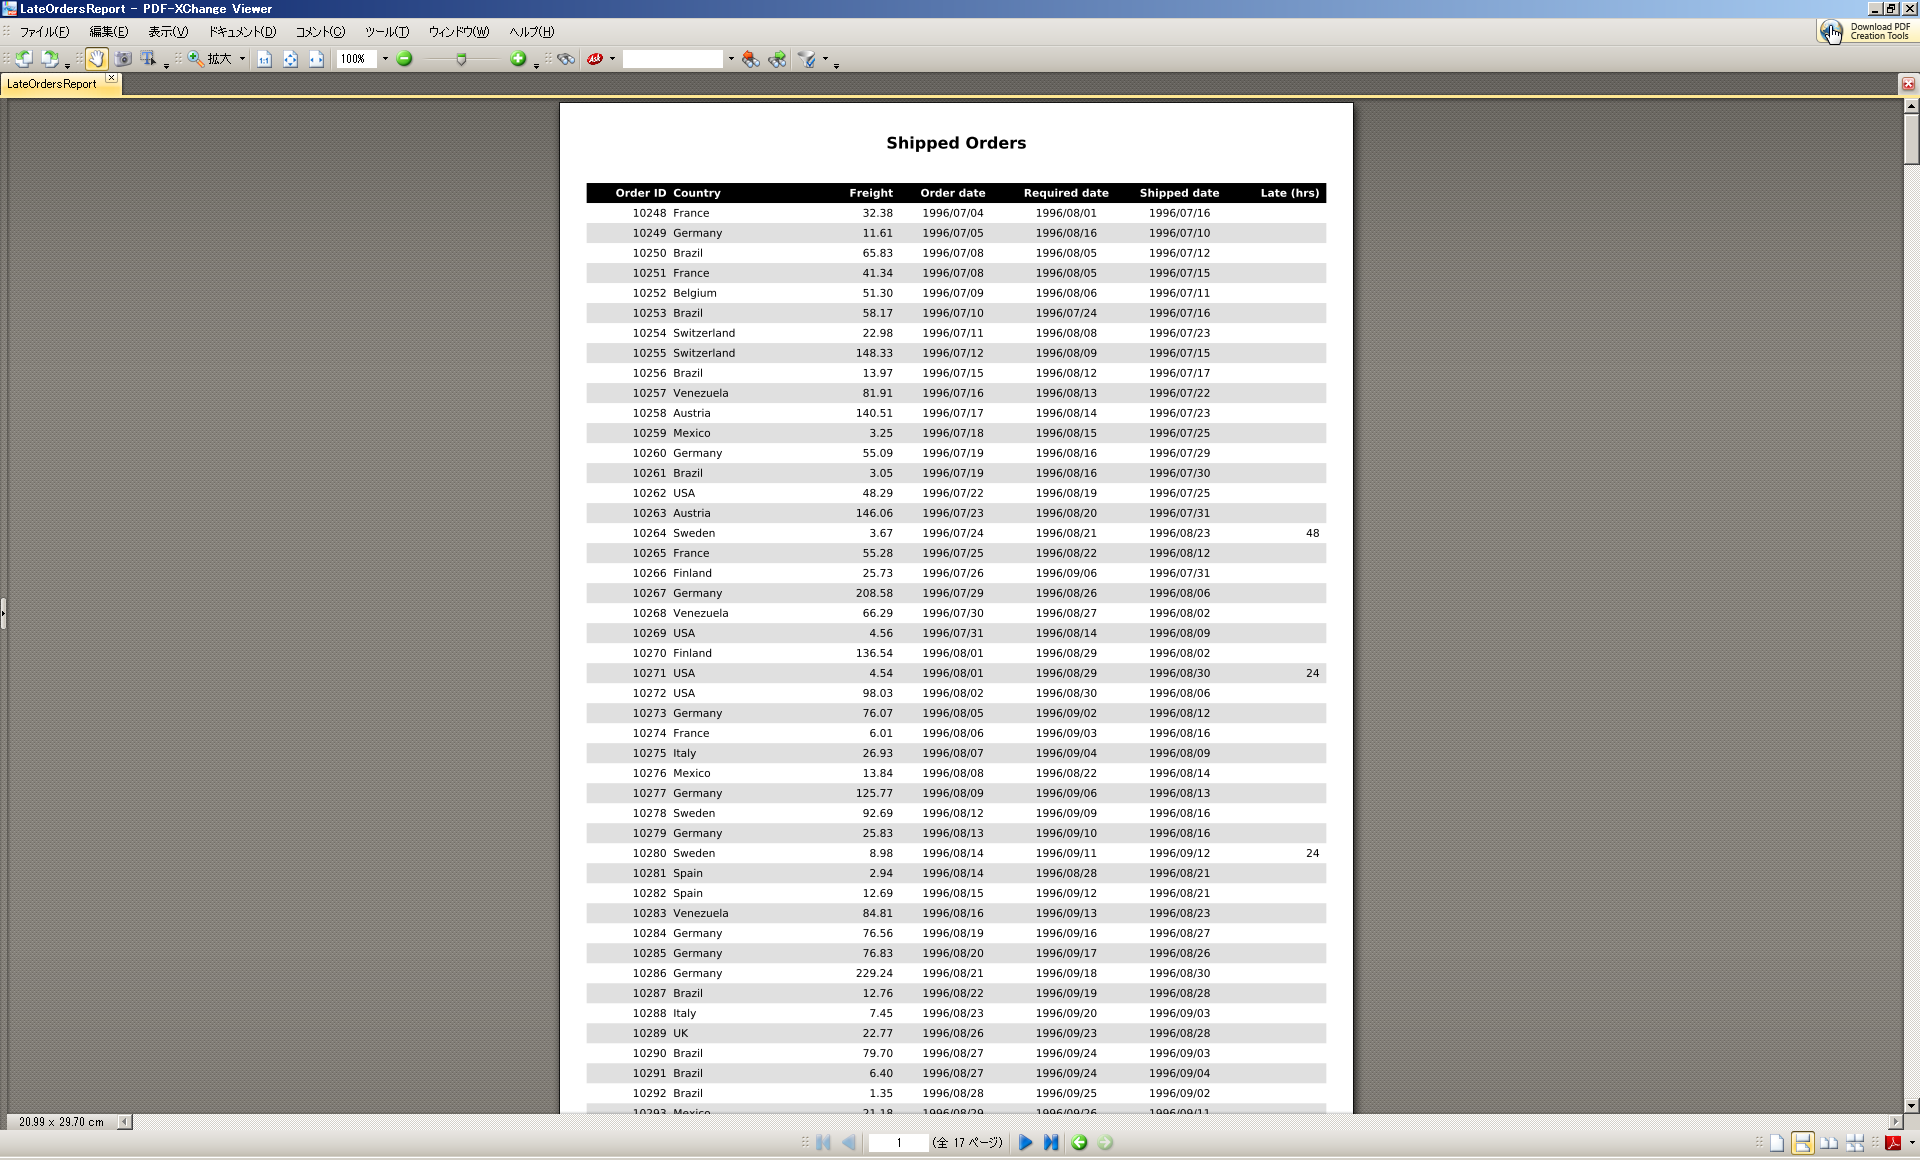 LateOrdersReport - PDF-XChange Viewer
ファイル(F) 編集(E) 表示(V) ドキュメント(D) コメント(C) ツール(T) ウィンドウ(W) ヘルプ(H)
Download PDF
Creation Tools
拡大 100% Ask
LateOrdersReport
Shipped Orders
Order ID Country Freight Order date Required date Shipped date Late (hrs)
10248 France 32.38 1996/07/04 1996/08/01 1996/07/16
10249 Germany 11.61 1996/07/05 1996/08/16 1996/07/10
10250 Brazil 65.83 1996/07/08 1996/08/05 1996/07/12
10251 France 41.34 1996/07/08 1996/08/05 1996/07/15
10252 Belgium 51.30 1996/07/09 1996/08/06 1996/07/11
10253 Brazil 58.17 1996/07/10 1996/07/24 1996/07/16
10254 Switzerland 22.98 1996/07/11 1996/08/08 1996/07/23
10255 Switzerland 148.33 1996/07/12 1996/08/09 1996/07/15
10256 Brazil 13.97 1996/07/15 1996/08/12 1996/07/17
10257 Venezuela 81.91 1996/07/16 1996/08/13 1996/07/22
10258 Austria 140.51 1996/07/17 1996/08/14 1996/07/23
10259 Mexico 3.25 1996/07/18 1996/08/15 1996/07/25
10260 Germany 55.09 1996/07/19 1996/08/16 1996/07/29
10261 Brazil 3.05 1996/07/19 1996/08/16 1996/07/30
10262 USA 48.29 1996/07/22 1996/08/19 1996/07/25
10263 Austria 146.06 1996/07/23 1996/08/20 1996/07/31
10264 Sweden 3.67 1996/07/24 1996/08/21 1996/08/23 48
10265 France 55.28 1996/07/25 1996/08/22 1996/08/12
10266 Finland 25.73 1996/07/26 1996/09/06 1996/07/31
10267 Germany 208.58 1996/07/29 1996/08/26 1996/08/06
10268 Venezuela 66.29 1996/07/30 1996/08/27 1996/08/02
10269 USA 4.56 1996/07/31 1996/08/14 1996/08/09
10270 Finland 136.54 1996/08/01 1996/08/29 1996/08/02
10271 USA 4.54 1996/08/01 1996/08/29 1996/08/30 24
10272 USA 98.03 1996/08/02 1996/08/30 1996/08/06
10273 Germany 76.07 1996/08/05 1996/09/02 1996/08/12
10274 France 6.01 1996/08/06 1996/09/03 1996/08/16
10275 Italy 26.93 1996/08/07 1996/09/04 1996/08/09
10276 Mexico 13.84 1996/08/08 1996/08/22 1996/08/14
10277 Germany 125.77 1996/08/09 1996/09/06 1996/08/13
10278 Sweden 92.69 1996/08/12 1996/09/09 1996/08/16
10279 Germany 25.83 1996/08/13 1996/09/10 1996/08/16
10280 Sweden 8.98 1996/08/14 1996/09/11 1996/09/12 24
10281 Spain 2.94 1996/08/14 1996/08/28 1996/08/21
10282 Spain 12.69 1996/08/15 1996/09/12 1996/08/21
10283 Venezuela 84.81 1996/08/16 1996/09/13 1996/08/23
10284 Germany 76.56 1996/08/19 1996/09/16 1996/08/27
10285 Germany 76.83 1996/08/20 1996/09/17 1996/08/26
10286 Germany 229.24 1996/08/21 1996/09/18 1996/08/30
10287 Brazil 12.76 1996/08/22 1996/09/19 1996/08/28
10288 Italy 7.45 1996/08/23 1996/09/20 1996/09/03
10289 UK 22.77 1996/08/26 1996/09/23 1996/08/28
10290 Brazil 79.70 1996/08/27 1996/09/24 1996/09/03
10291 Brazil 6.40 1996/08/27 1996/09/24 1996/09/04
10292 Brazil 1.35 1996/08/28 1996/09/25 1996/09/02
10293 Mexico 21.18 1996/08/29 1996/09/26 1996/09/11
20.99 x 29.70 cm
1 (全 17 ページ)